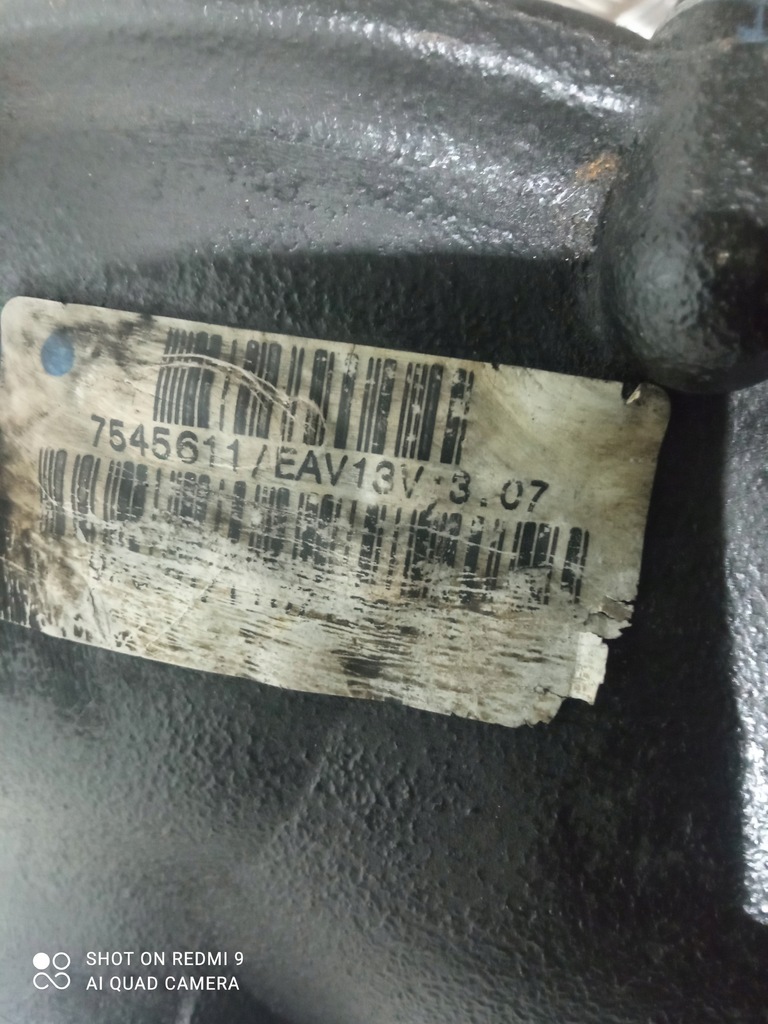 7545611/EAV13V:3.07
SHOT ON REDMI 9
AI QUAD CAMERA